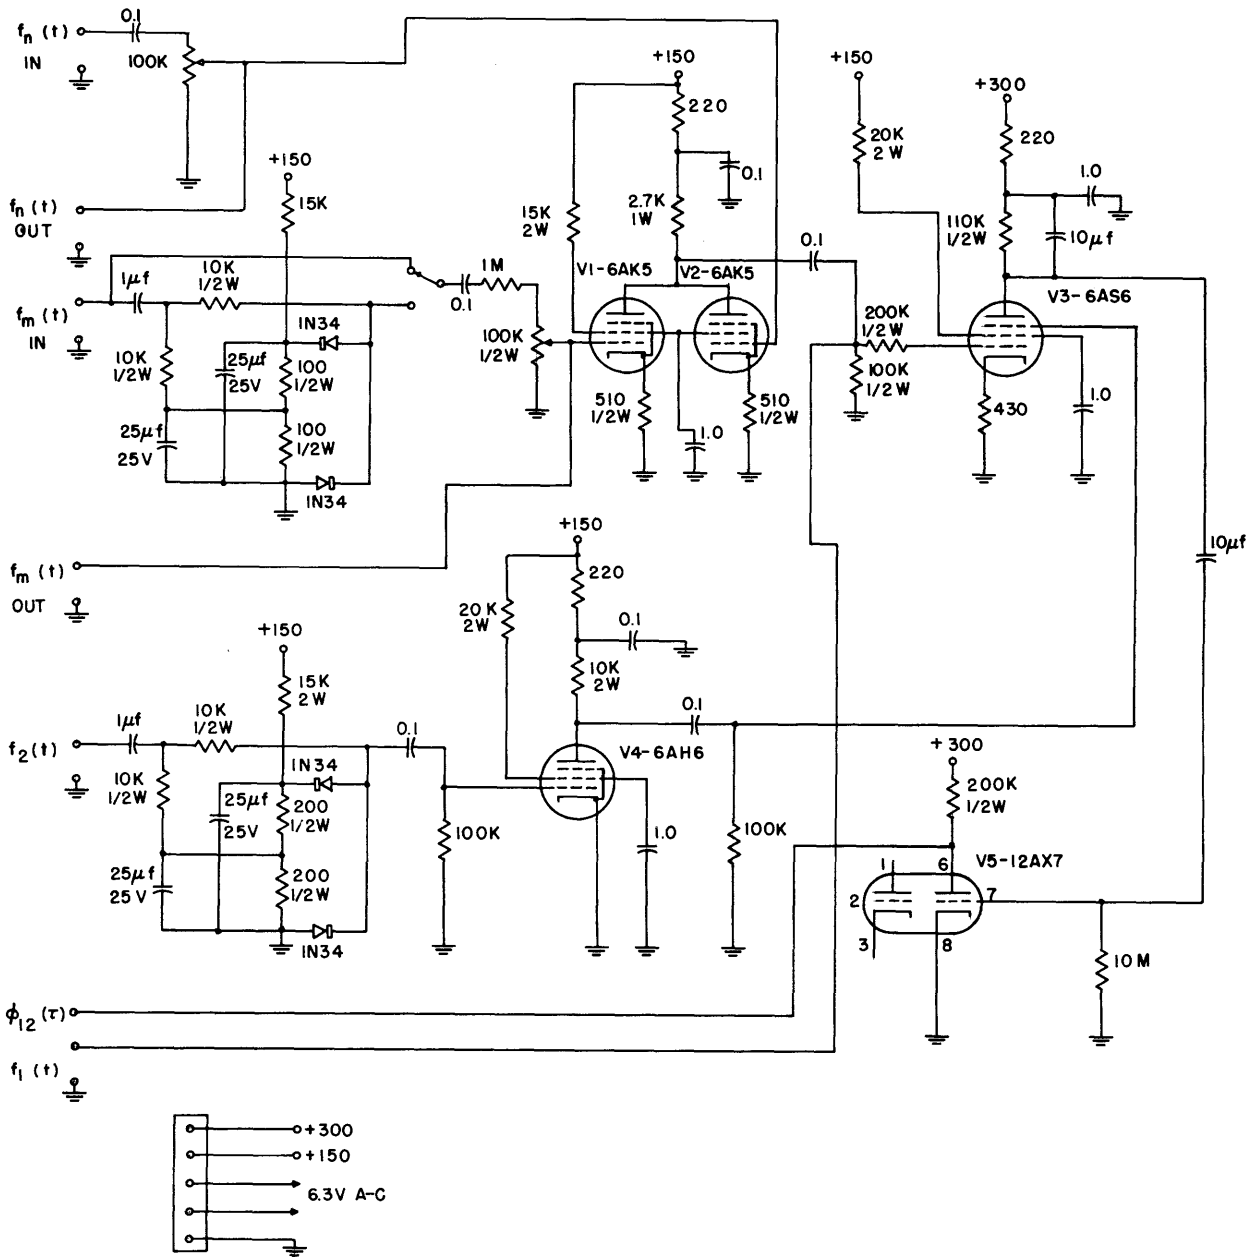 0.1
fn (t)
IN
100K
+150
220
0.1
+150
20K
2 W
+300
220
1.0
+150
15K
fn (t)
OUT
15K
2W
2.7K
1W
110K
1/2W
10μf
0.1
1μf
10K
1/2W
1M
0.1
V1-6AK5
V2-6AK5
V3-6AS6
fm (t)
IN
1N34
100K
1/2W
200K
1/2W
100K
1/2W
10K
1/2W
25μf
25V
100
1/2W
510
1/2W
510
1/2W
430
1.0
25μf
25V
100
1/2W
1.0
1N34
+150
10μf
fm (t)
OUT
220
20K
2W
0.1
+150
10K
2W
15K
2W
1μf
10K
1/2W
0.1
0.1
f2(t)
V4-6AH6
+300
1N34
10K
1/2W
25μf
25V
200
1/2W
200K
1/2W
100K
1.0
100K
V5-12AX7
25μf
25V
200
1/2W
1
6
2
7
3
8
1N34
10M
ϕ12 (τ)
f1 (t)
+300
+150
6.3V A-C